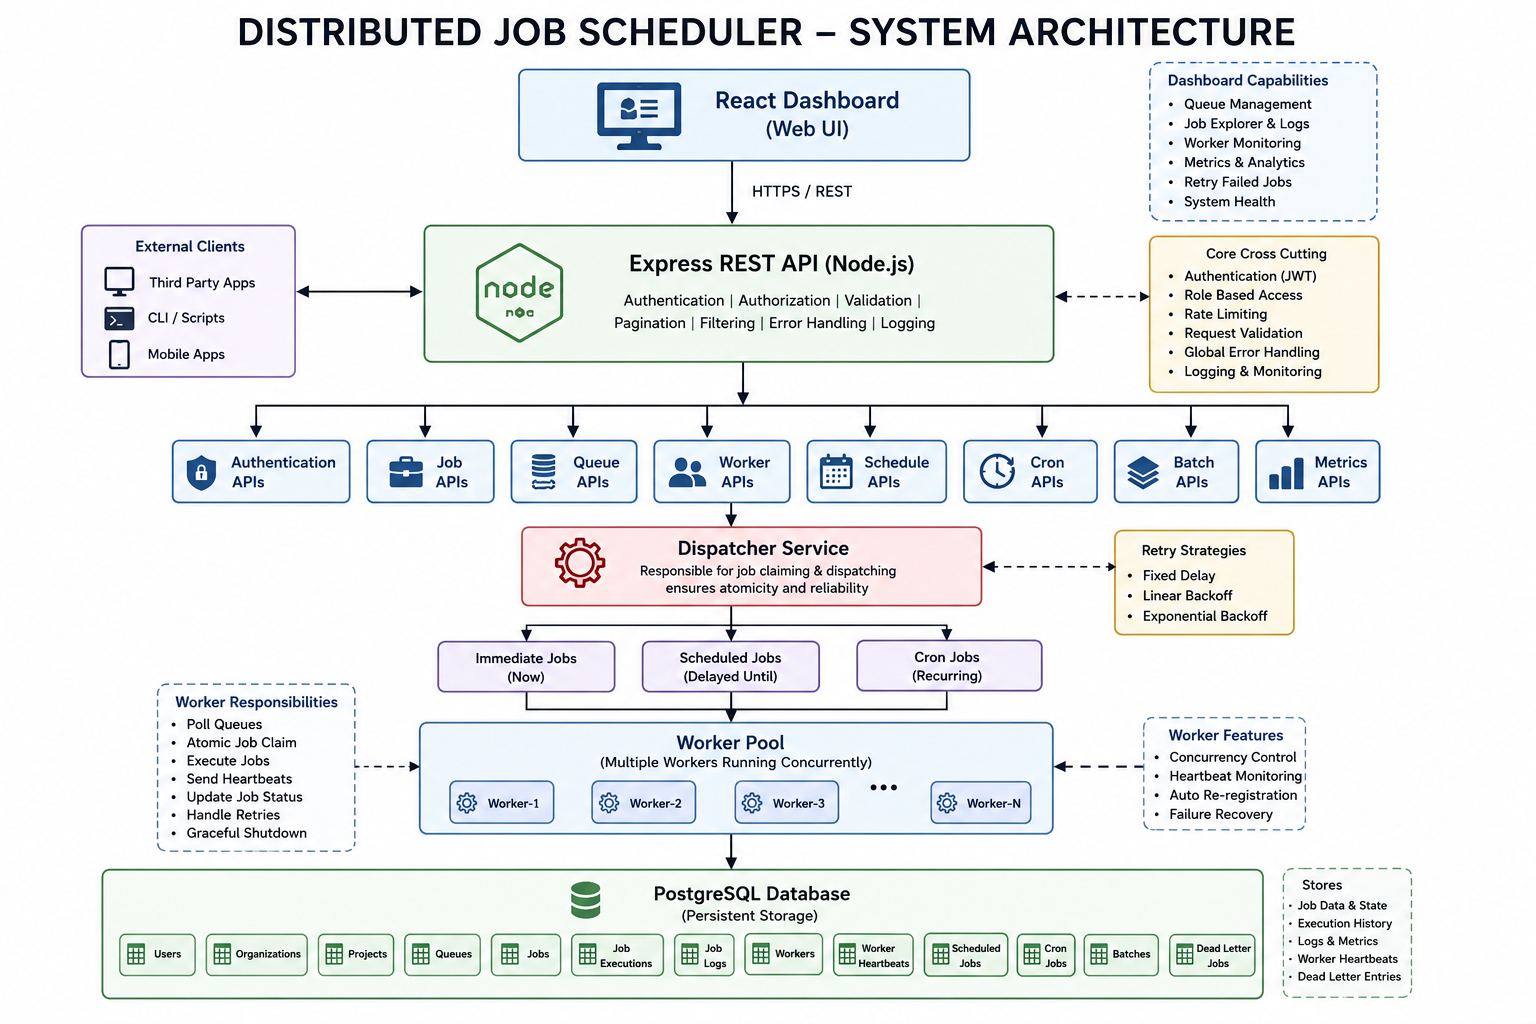 DISTRIBUTED JOB SCHEDULER – SYSTEM ARCHITECTURE
React Dashboard
(Web UI)
Dashboard Capabilities
• Queue Management
• Job Explorer & Logs
• Worker Monitoring
• Metrics & Analytics
• Retry Failed Jobs
• System Health
HTTPS / REST
External Clients
Third Party Apps
CLI / Scripts
Mobile Apps
node
Express REST API (Node.js)
Authentication | Authorization | Validation |
Pagination | Filtering | Error Handling | Logging
Core Cross Cutting
• Authentication (JWT)
• Role Based Access
• Rate Limiting
• Request Validation
• Global Error Handling
• Logging & Monitoring
Authentication
APIs
Job
APIs
Queue
APIs
Worker
APIs
Schedule
APIs
Cron
APIs
Batch
APIs
Metrics
APIs
Dispatcher Service
Responsible for job claiming & dispatching
ensures atomicity and reliability
Retry Strategies
• Fixed Delay
• Linear Backoff
• Exponential Backoff
Immediate Jobs
(Now)
Scheduled Jobs
(Delayed Until)
Cron Jobs
(Recurring)
Worker Responsibilities
• Poll Queues
• Atomic Job Claim
• Execute Jobs
• Send Heartbeats
• Update Job Status
• Handle Retries
• Graceful Shutdown
Worker Pool
(Multiple Workers Running Concurrently)
Worker-1
Worker-2
Worker-3
•••
Worker-N
Worker Features
• Concurrency Control
• Heartbeat Monitoring
• Auto Re-registration
• Failure Recovery
PostgreSQL Database
(Persistent Storage)
Users
Organizations
Projects
Queues
Jobs
Job
Executions
Job
Logs
Workers
Worker
Heartbeats
Scheduled
Jobs
Cron
Jobs
Batches
Dead Letter
Jobs
Stores
· Job Data & State
· Execution History
· Logs & Metrics
· Worker Heartbeats
· Dead Letter Entries